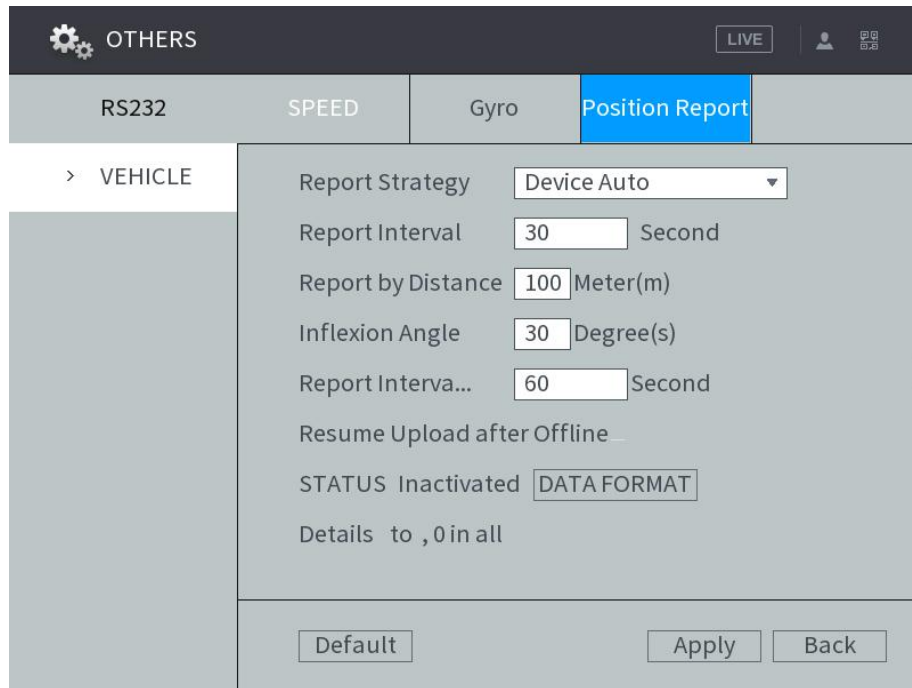 OTHERS LIVE
RS232 SPEED Gyro Position Report
> VEHICLE
Report Strategy Device Auto
Report Interval 30 Second
Report by Distance 100 Meter(m)
Inflexion Angle 30 Degree(s)
Report Interva... 60 Second
Resume Upload after Offline
STATUS Inactivated DATA FORMAT
Details to , 0 in all
Default Apply Back